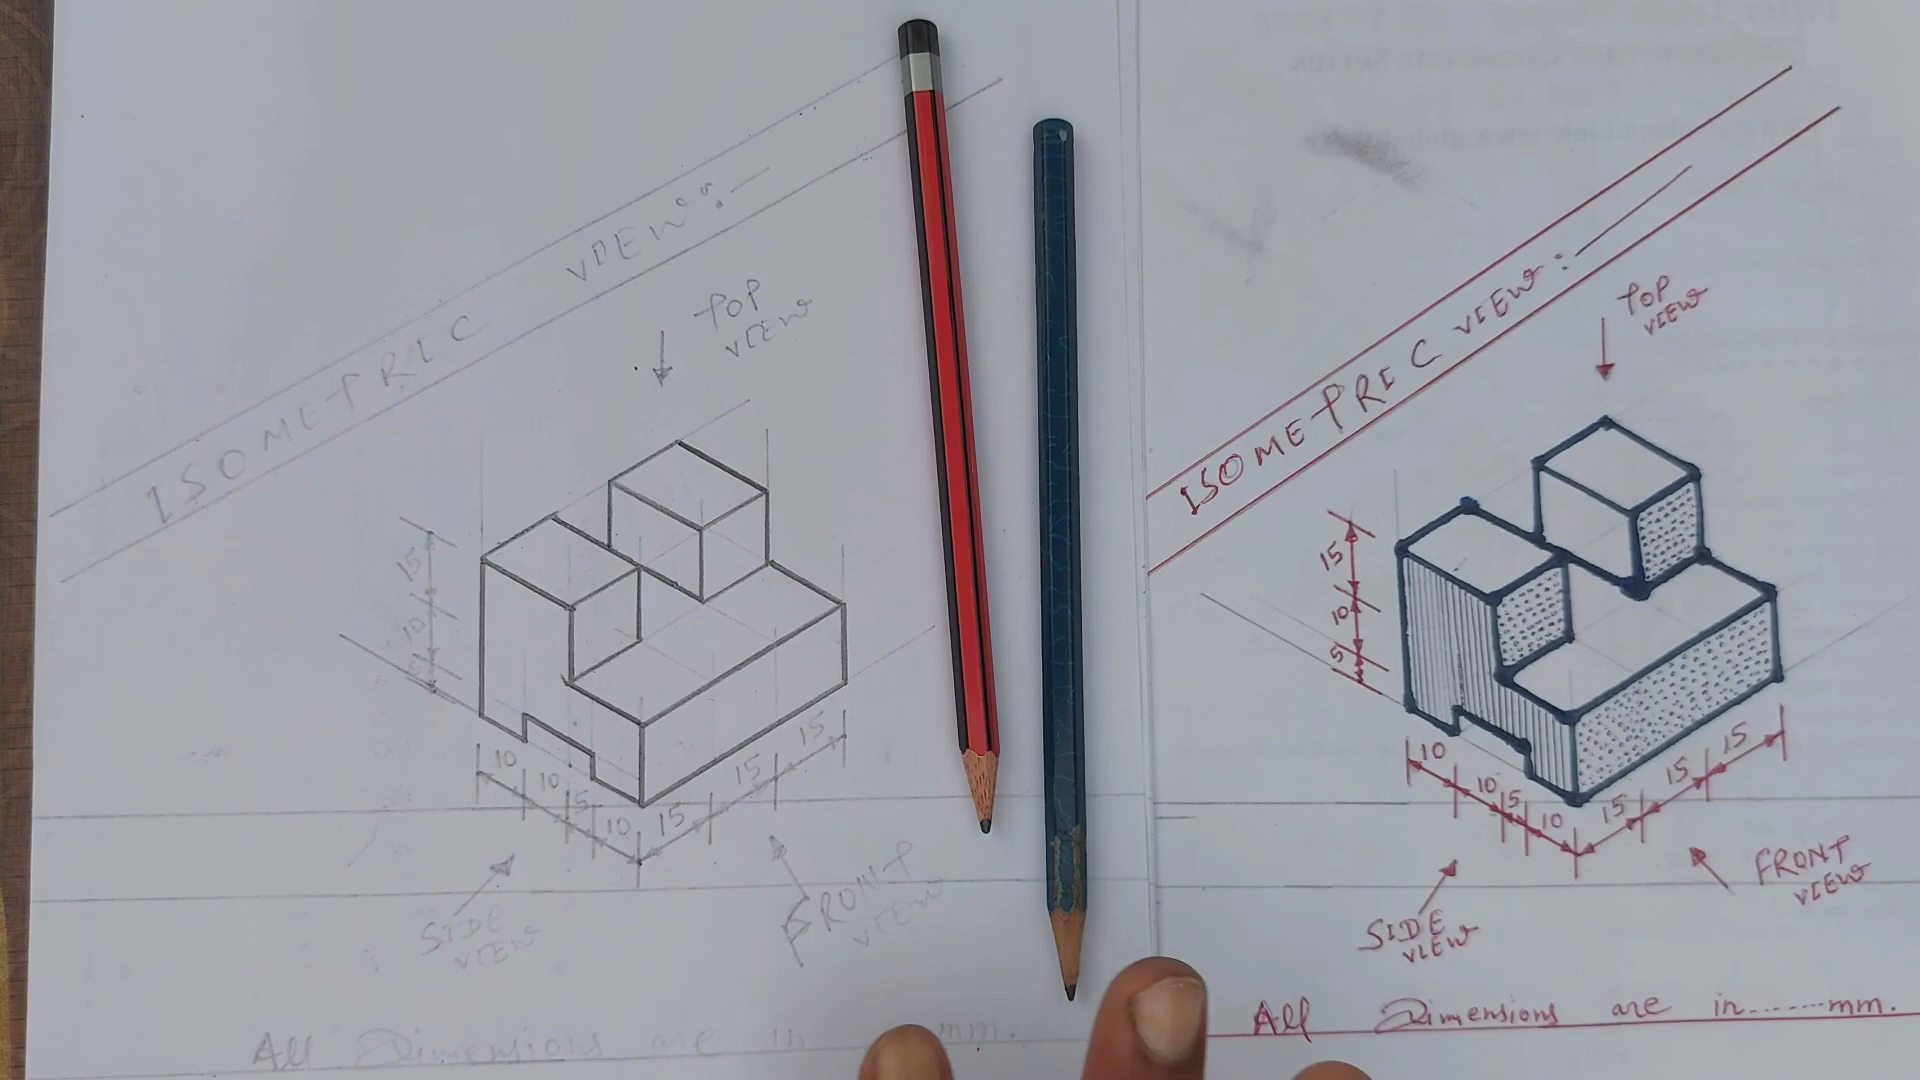 ISOMETRIC VIEW:-
TOP
VIEW
15
10
5
10
10
5
10
15
15
15
SIDE
VIEW
FRONT
VIEW
All Dimensions are in mm.
ISOMETRIC VIEW:-
TOP
VIEW
15
10
5
10
10
5
10
15
15
15
SIDE
VIEW
FRONT
VIEW
All Dimensions are in.......mm.